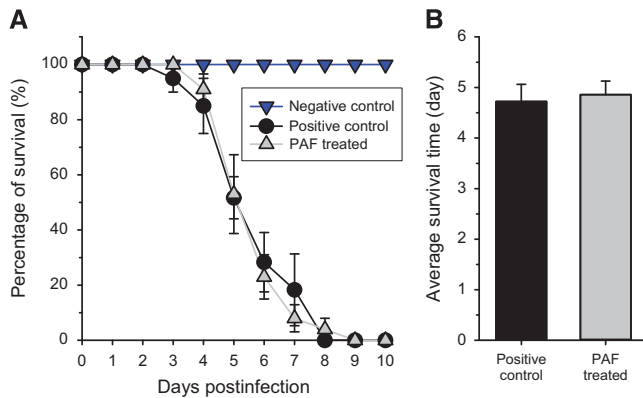 A
Percentage of survival (%)
100
80
60
40
20
0
Negative control
Positive control
PAF treated
0 1 2 3 4 5 6 7 8 9 10
Days postinfection
B
Average survival time (day)
6
5
4
3
2
1
0
Positive control
PAF treated